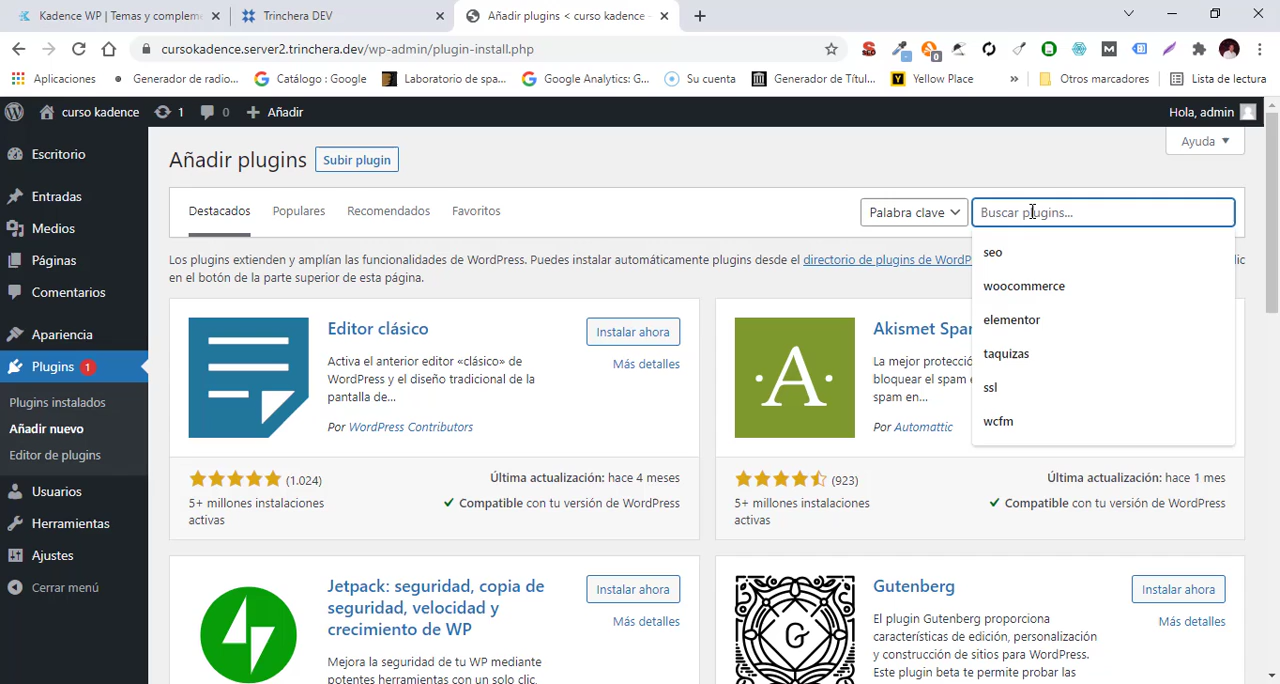 Kadence WP | Temas y compleme
Trinchera DEV
Añadir plugins < curso kadence –
cursokadence.server2.trinchera.dev/wp-admin/plugin-install.php
Aplicaciones
Generador de radio...
Catálogo : Google
Laboratorio de spa...
Google Analytics: G...
Su cuenta
Generador de Títul...
Yellow Place
»
Otros marcadores
Lista de lectura
curso kadence
1
0
Añadir
Hola, admin
Escritorio
Entradas
Medios
Páginas
Comentarios
Apariencia
Plugins 1
Plugins instalados
Añadir nuevo
Editor de plugins
Usuarios
Herramientas
Ajustes
Cerrar menú
Ayuda
Añadir plugins
Subir plugin
Destacados
Populares
Recomendados
Favoritos
Palabra clave
Buscar plugins...
seo
woocommerce
elementor
taquizas
ssl
wcfm
Los plugins extienden y amplían las funcionalidades de WordPress. Puedes instalar automáticamente plugins desde el directorio de plugins de WordP
ic
en el botón de la parte superior de esta página.
Editor clásico
Instalar ahora
Más detalles
Activa el anterior editor «clásico» de
WordPress y el diseño tradicional de la
pantalla de...
Por WordPress Contributors
(1.024)
5+ millones instalaciones
activas
Última actualización: hace 4 meses
Compatible con tu versión de WordPress
A
Akismet Spa
La mejor protecci
bloquear el spam
spam en...
Por Automattic
(923)
5+ millones instalaciones
activas
Última actualización: hace 1 mes
Compatible con tu versión de WordPress
Jetpack: seguridad, copia de
seguridad, velocidad y
crecimiento de WP
Instalar ahora
Más detalles
Mejora la seguridad de tu WP mediante
potentes herramientas con un solo clic,
G
Gutenberg
Instalar ahora
Más detalles
El plugin Gutenberg proporciona
características de edición, personalización
y construcción de sitios para WordPress.
Este plugin beta te permite probar las